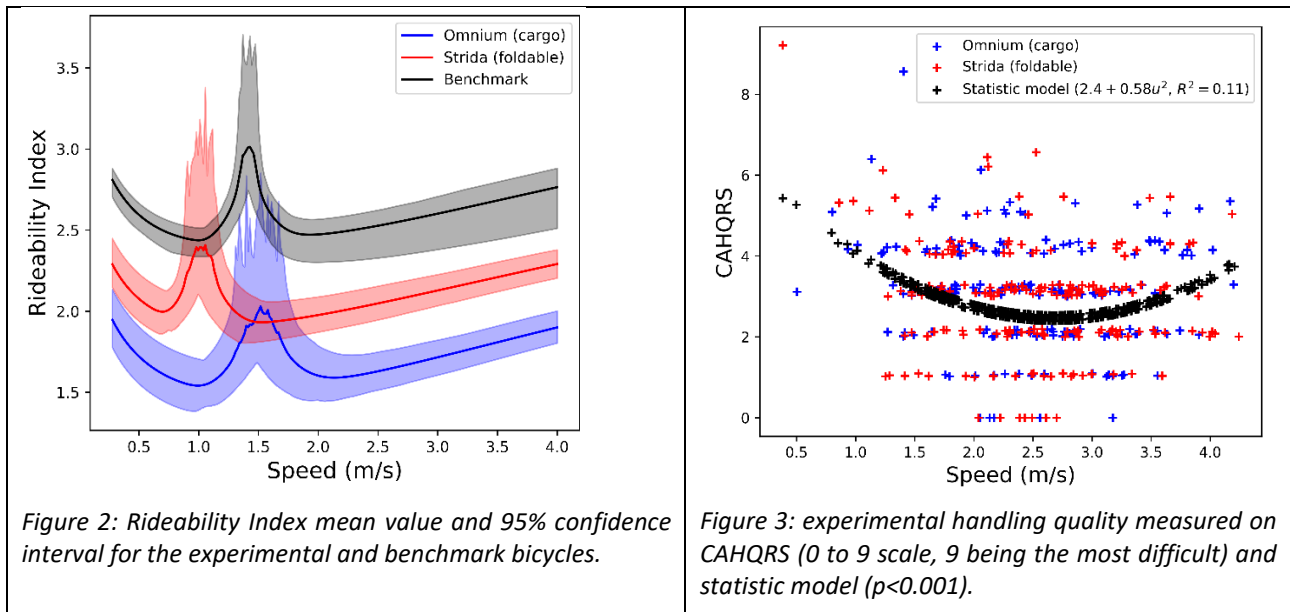 Omnium (cargo)
Strida (foldable)
Benchmark
3.5
3.0
2.5
2.0
1.5
Rideability Index
0.5 1.0 1.5 2.0 2.5 3.0 3.5 4.0
Speed (m/s)
Figure 2: Rideability Index mean value and 95% confidence
interval for the experimental and benchmark bicycles.
Omnium (cargo)
Strida (foldable)
Statistic model (2.4 + 0.58u², R² = 0.11)
8
6
4
2
0
CAHQRS
0.5 1.0 1.5 2.0 2.5 3.0 3.5 4.0
Speed (m/s)
Figure 3: experimental handling quality measured on
CAHQRS (0 to 9 scale, 9 being the most difficult) and
statistic model (p<0.001).